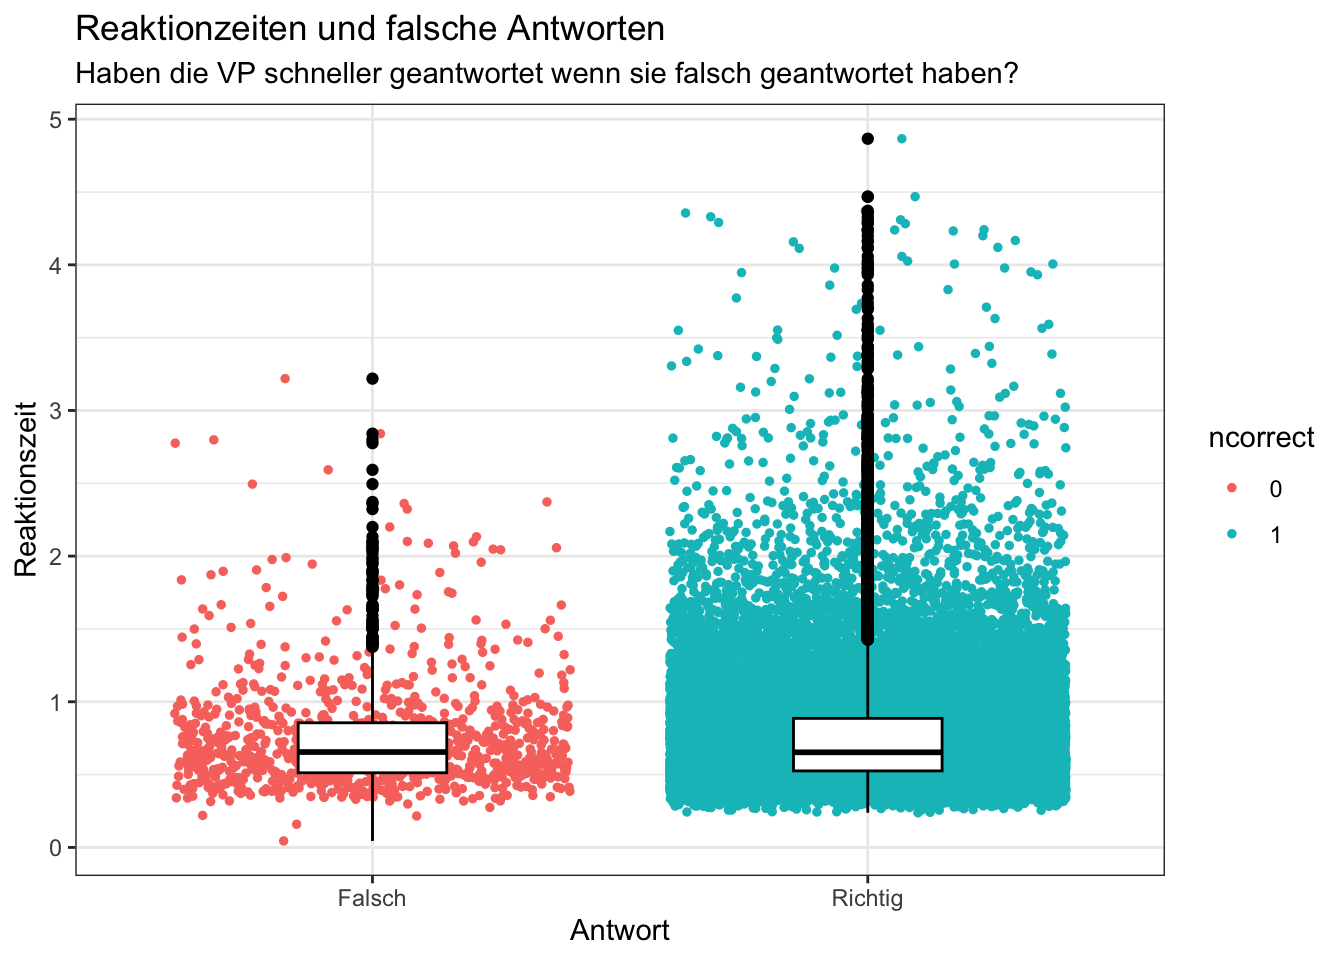 Reaktionzeiten und falsche Antworten
Haben die VP schneller geantwortet wenn sie falsch geantwortet haben?
5
4
3
2
1
0
Reaktionszeit
Falsch
Richtig
Antwort
ncorrect
0
1